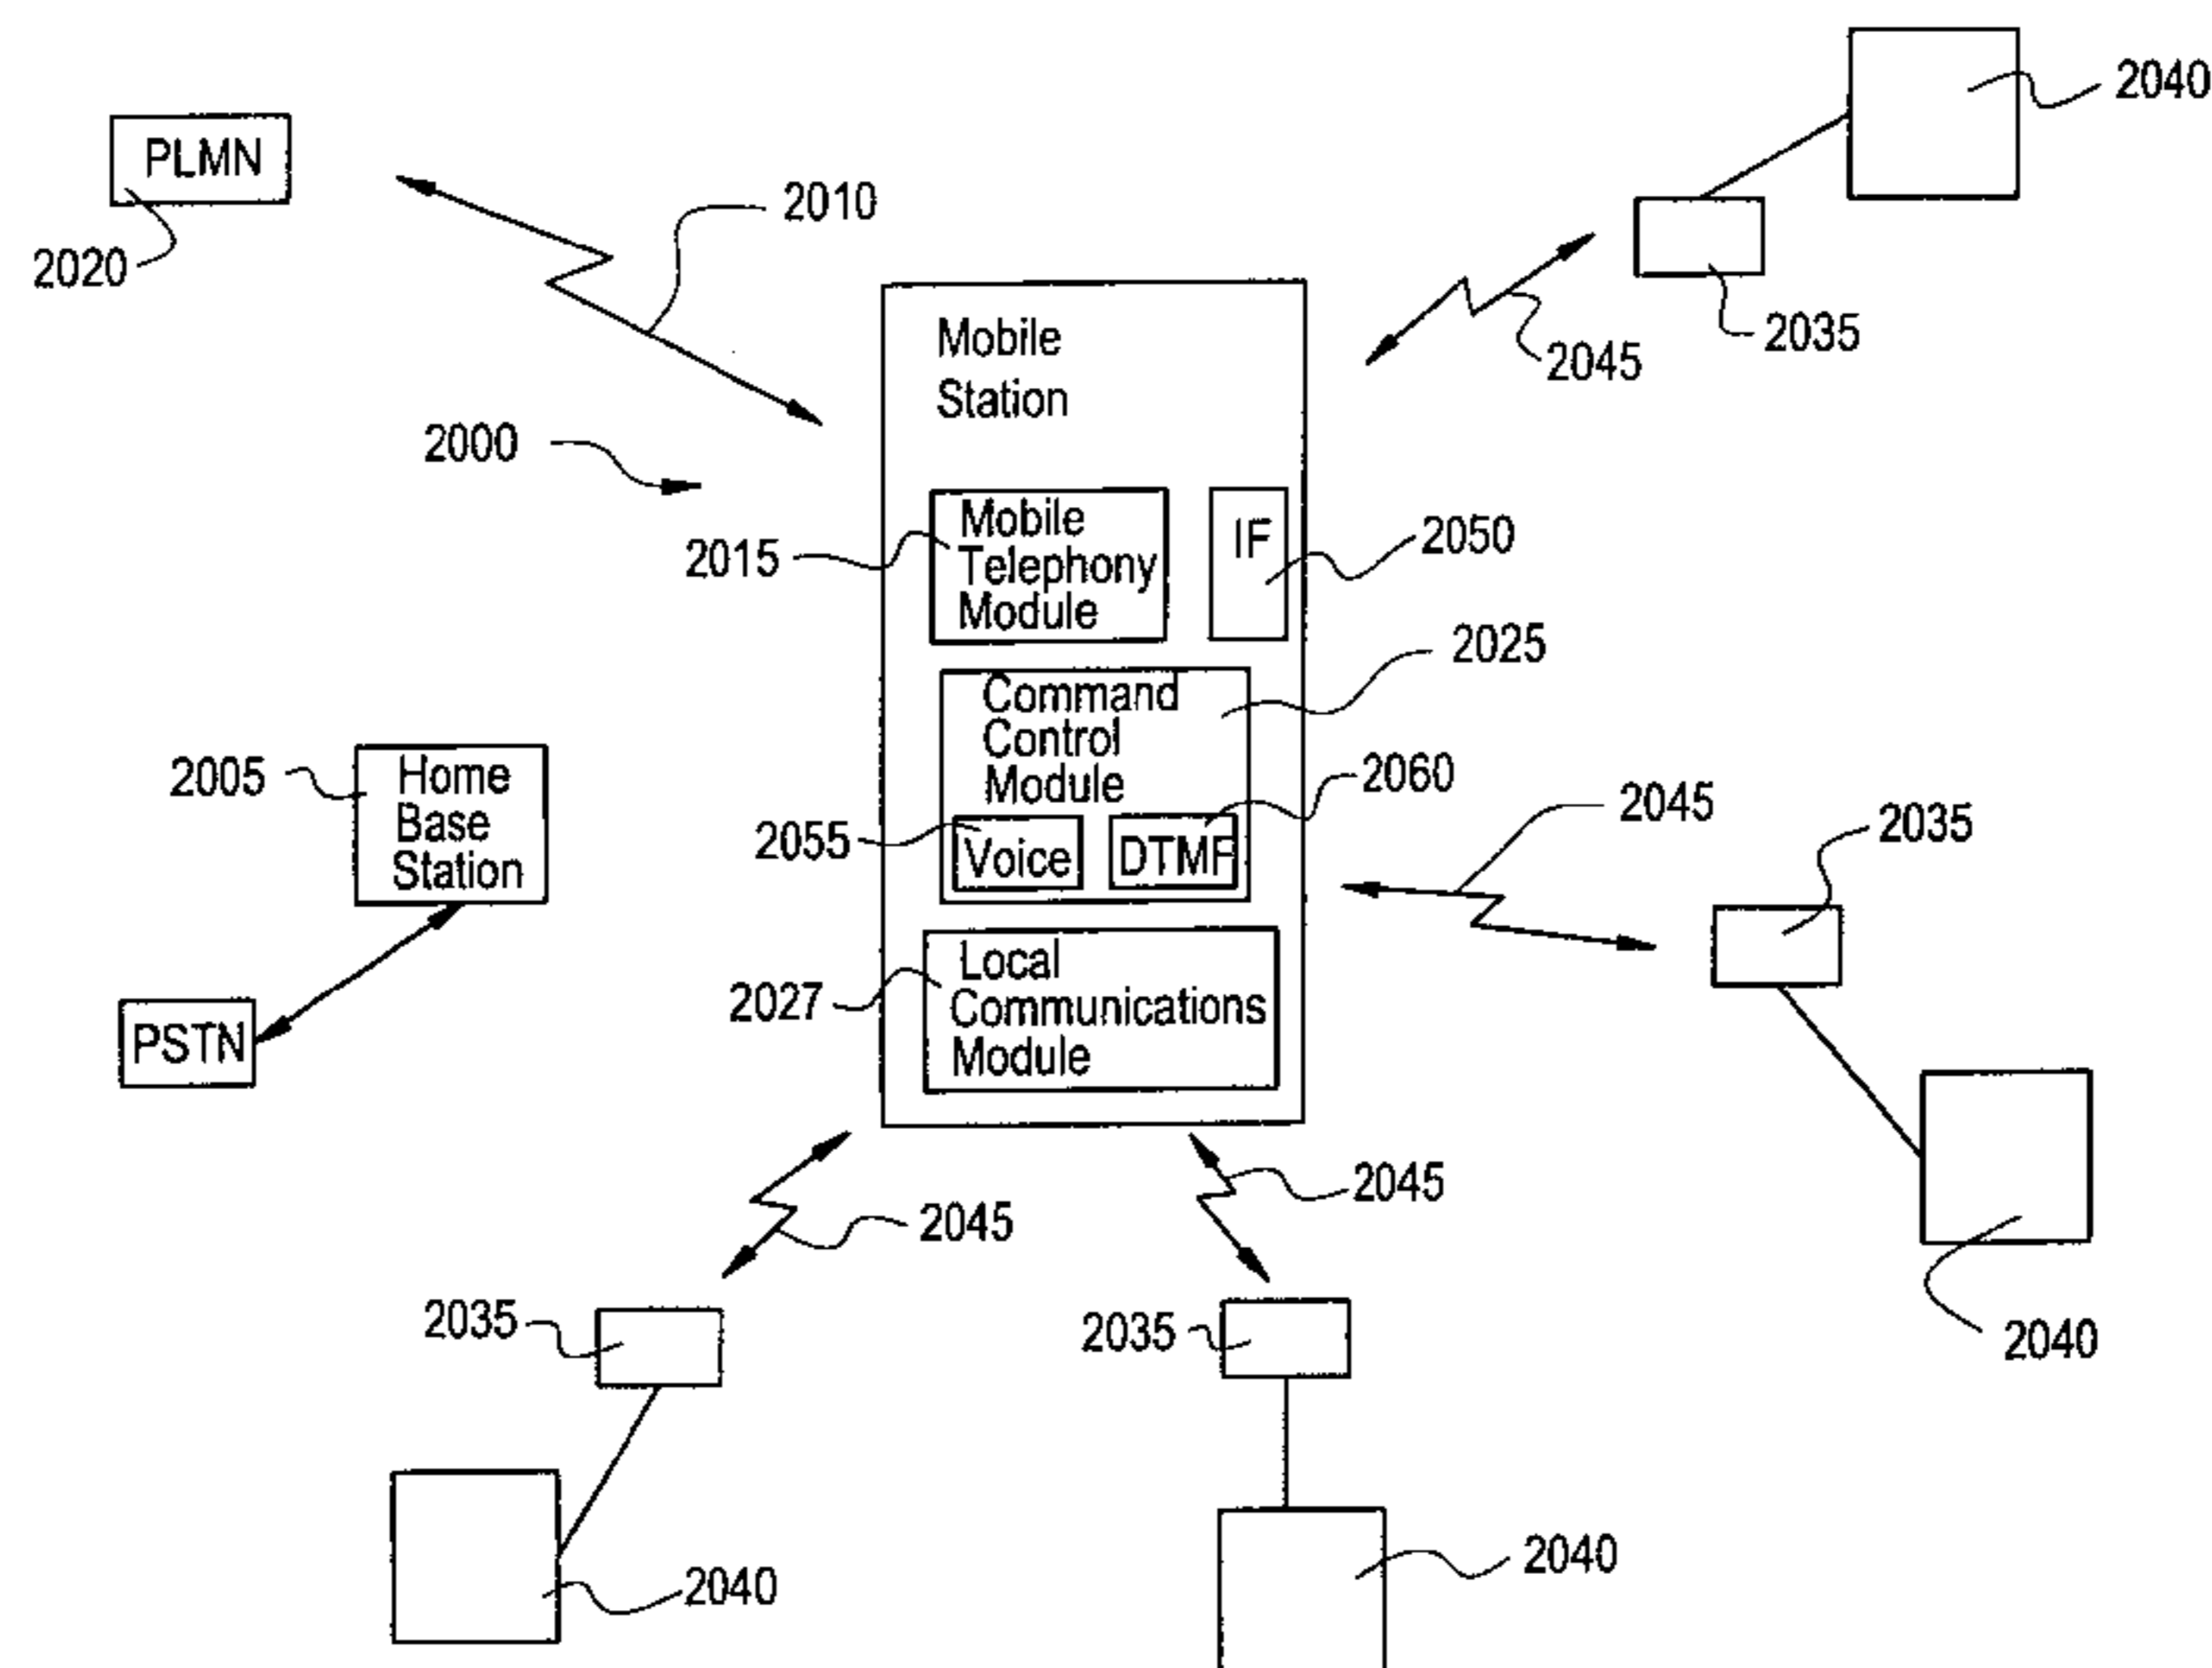 2040
PLMN
2010
2020
2035
2045
Mobile
Station
2000
Mobile
Telephony
Module
IF
2015
2050
2025
Command
Control
Module
2060
2055
Voice
DTMF
2005
Home
Base
Station
2045
2035
2027
Local
Communications
Module
PSTN
2045
2045
2035
2035
2040
2040
2040